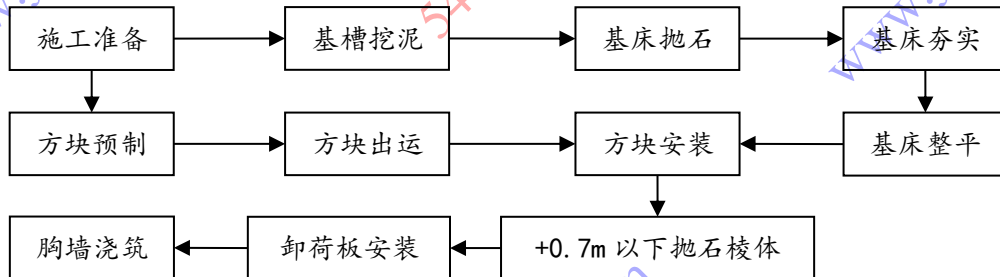 施工准备
基槽挖泥
基床抛石
基床夯实
方块预制
方块出运
方块安装
基床整平
胸墙浇筑
卸荷板安装
+0.7m 以下抛石棱体